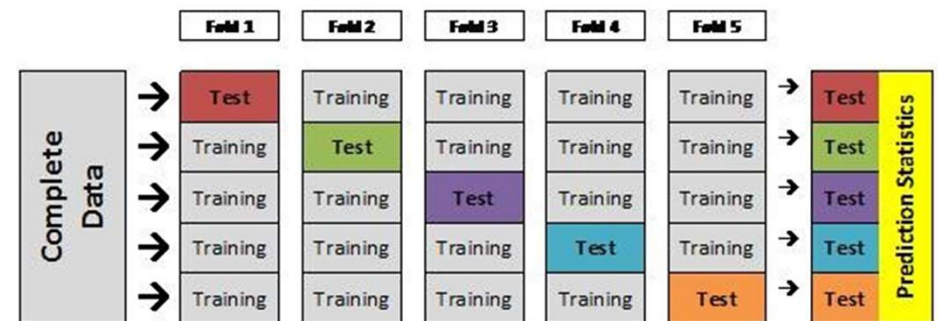 Fold 1 Fold 2 Fold 3 Fold 4 Fold 5
Complete
Data
Test Training Training Training Training Test
Training Test Training Training Training Test
Training Training Test Training Training Test
Training Training Training Test Training Test
Training Training Training Training Test Test
Prediction Statistics